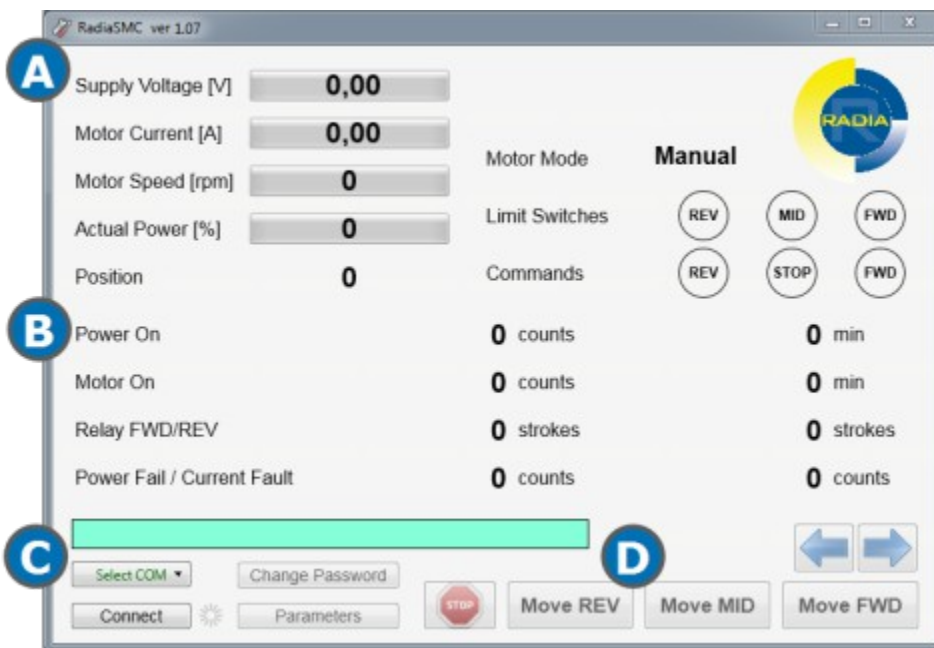 RadiaSMC ver 1.07
A
Supply Voltage [V] 0,00
Motor Current [A] 0,00
Motor Speed [rpm] 0
Actual Power [%] 0
Position 0
RADIA
Motor Mode Manual
Limit Switches REV MID FWD
Commands REV STOP FWD
B
Power On 0 counts 0 min
Motor On 0 counts 0 min
Relay FWD/REV 0 strokes 0 strokes
Power Fail / Current Fault 0 counts 0 counts
C
Select COM Change Password
Connect Parameters
D
STOP Move REV Move MID Move FWD